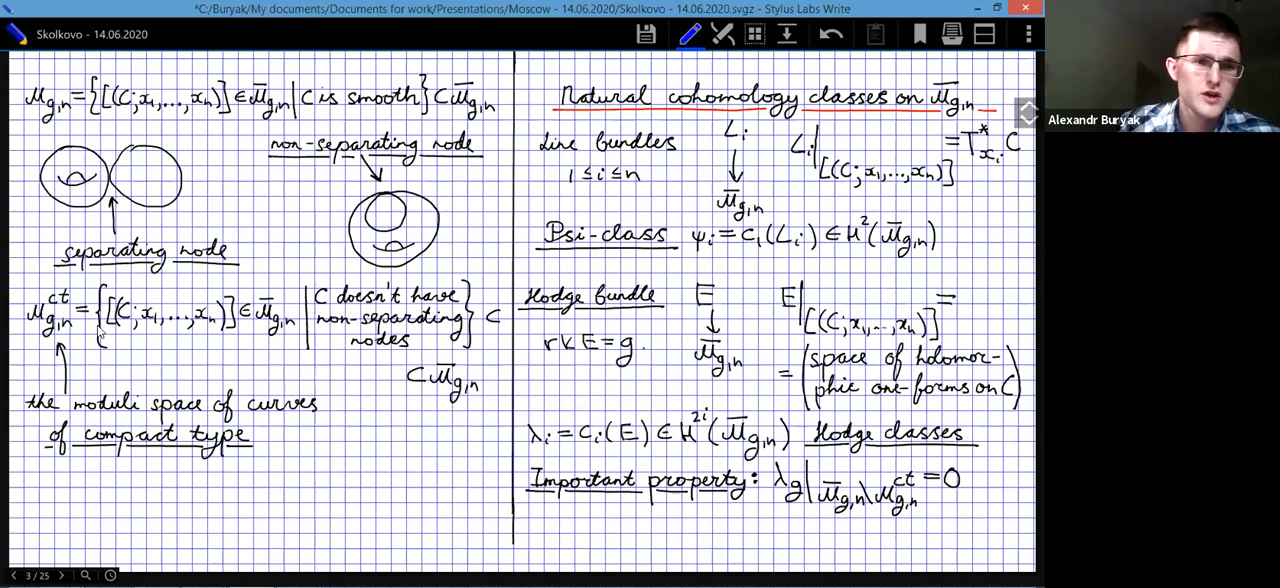 *C:/Buryak/My documents/Documents for work/Presentations/Moscow - 14.06.2020/Skolkovo - 14.06.2020.svgz - Stylus Labs Write
Skolkovo - 14.06.2020
M_{g,n} = {[(C; x_1, ..., x_n)] ∈ M̄_{g,n} | C is smooth} ⊂ M̄_{g,n}
non-separating node
separating node
M^{ct}_{g,n} = {[(C; x_1, ..., x_n)] ∈ M̄_{g,n} | C doesn't have
non-separating
nodes} ⊂
⊂ M̄_{g,n}
the moduli space of curves
of compact type
3/25
Natural cohomology classes on M̄_{g,n}
Line bundles L_i ↓ M̄_{g,n} L_i|_{[(C; x_1, ..., x_n)]} = T^*_{x_i} C
1 ≤ i ≤ n
Psi-class ψ_i = c_1(L_i) ∈ H^2(M̄_{g,n})
Hodge bundle E ↓ M̄_{g,n} E|_{[(C; x_1, ..., x_n)]} =
rk E = g.
= (space of holomor-
phic one-forms on C)
λ_i = c_i(E) ∈ H^{2i}(M̄_{g,n}) Hodge classes
Important property: λ_g|_{M̄_{g,n} \ M^{ct}_{g,n}} = 0
Alexandr Buryak